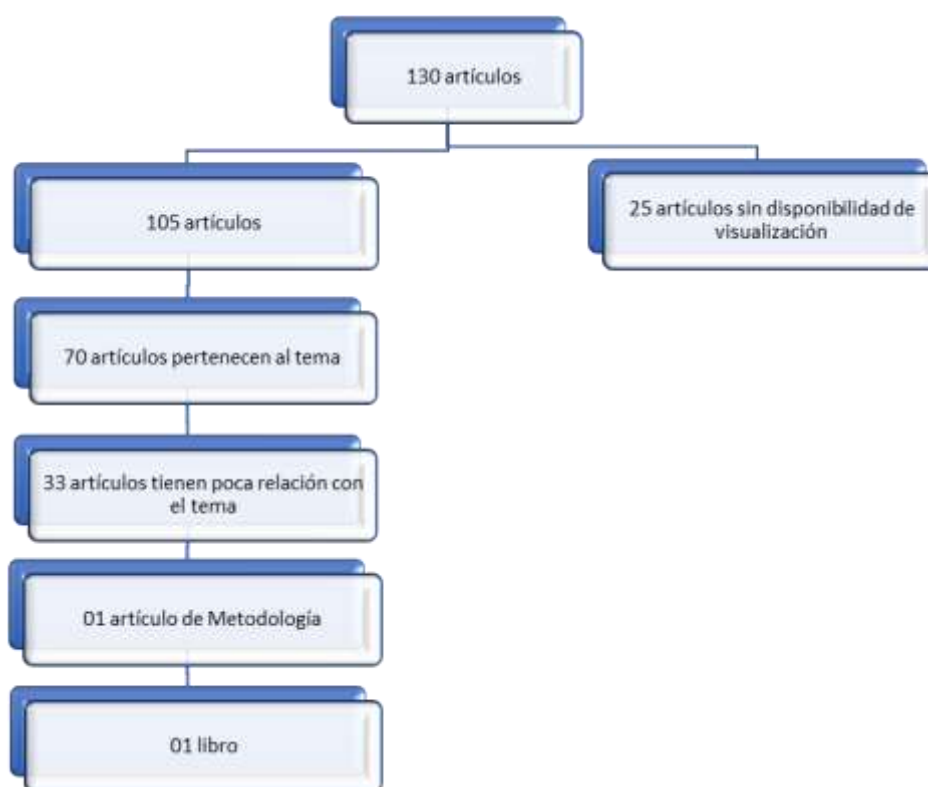 130 artículos
105 artículos
25 artículos sin disponibilidad de
visualización
70 artículos pertenecen al tema
33 artículos tienen poca relación con
el tema
01 artículo de Metodología
01 libro